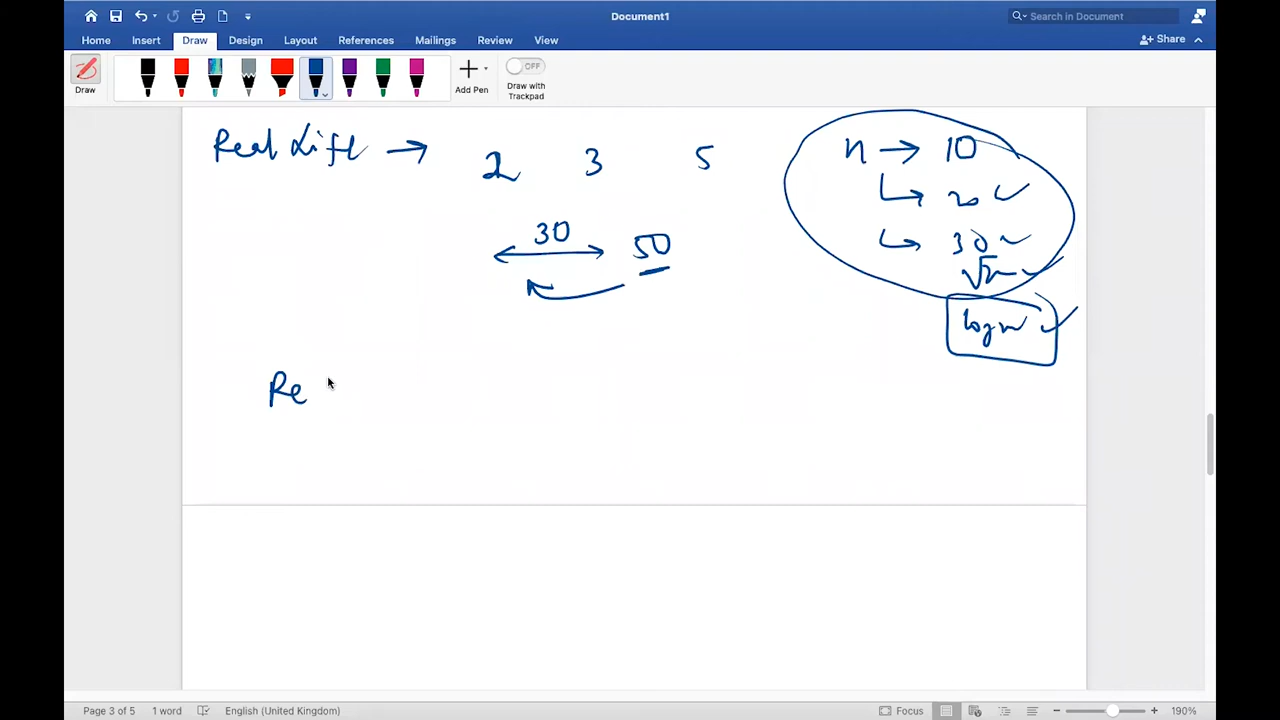 Document1
Search in Document
Home Insert Draw Design Layout References Mailings Review View
Share
Draw
Add Pen
OFF
Draw with
Trackpad
Real Life → 2 3 5
n → 10
↳ 20 ✓
30 50
↳ 30 ✓
√n ✓
log n ✓
Re
Page 3 of 5 1 word English (United Kingdom) Focus 190%